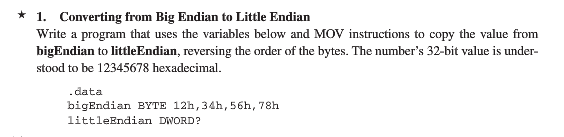 ★ 1. Converting from Big Endian to Little Endian
Write a program that uses the variables below and MOV instructions to copy the value from
bigEndian to littleEndian, reversing the order of the bytes. The number's 32-bit value is under-
stood to be 12345678 hexadecimal.
.data
bigEndian BYTE 12h,34h,56h,78h
littleEndian DWORD?